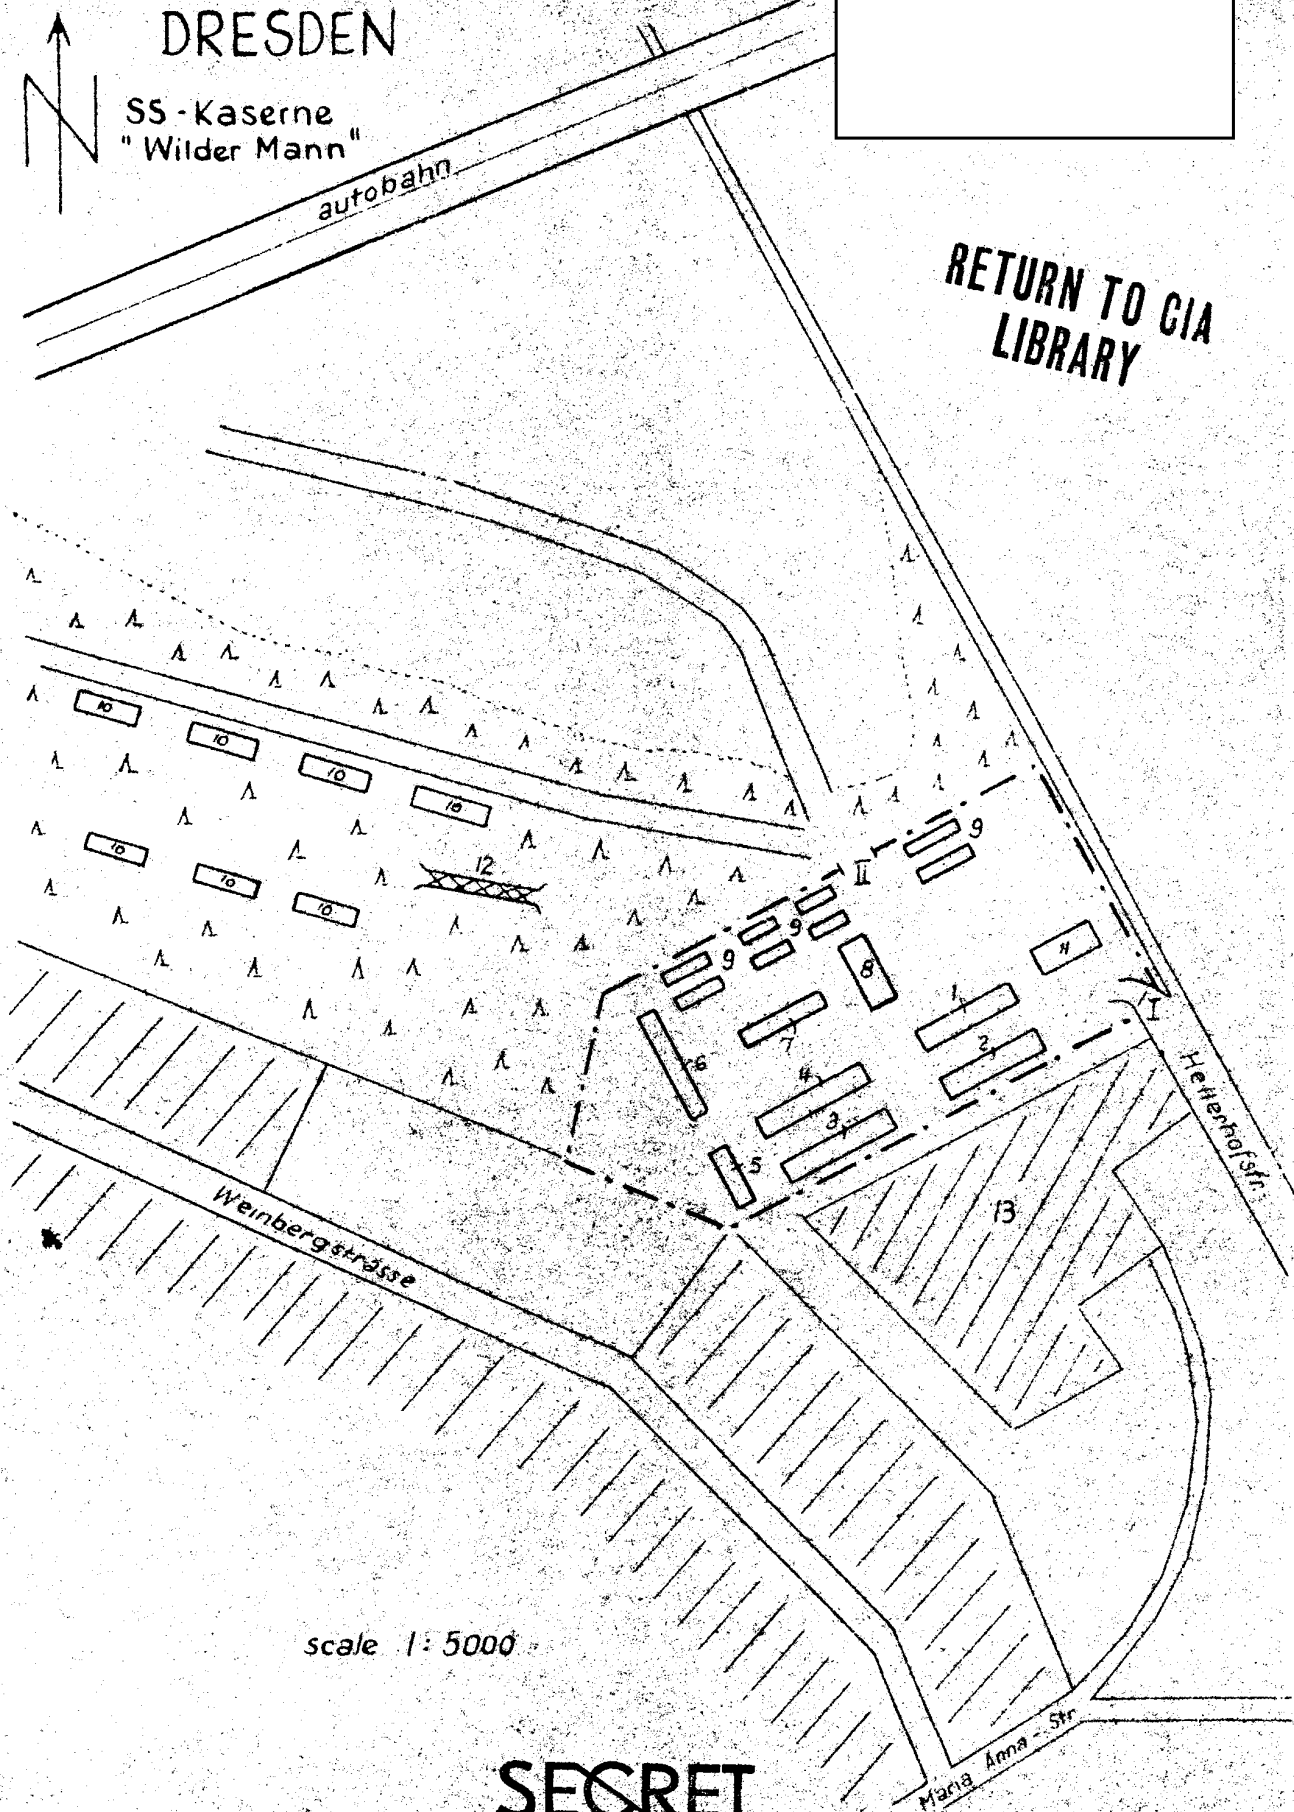 DRESDEN
N
SS-Kaserne
"Wilder Mann"
autobahn
RETURN TO CIA
LIBRARY
10
10
10
10
10
10
10
12
9
II
9
9
8
11
1
I
2
7
6
4
3
5
13
Hellerhofstr.
Weinbergstrasse
scale 1:5000
Maria Anna-Str
SECRET